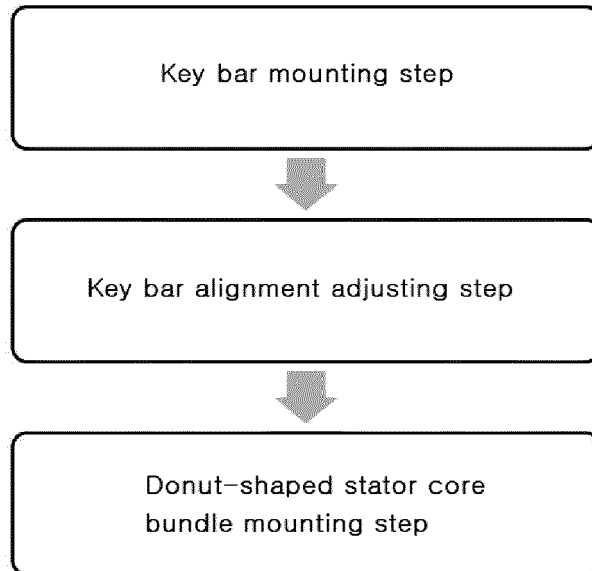 Key bar mounting step
Key bar alignment adjusting step
Donut-shaped stator core
bundle mounting step